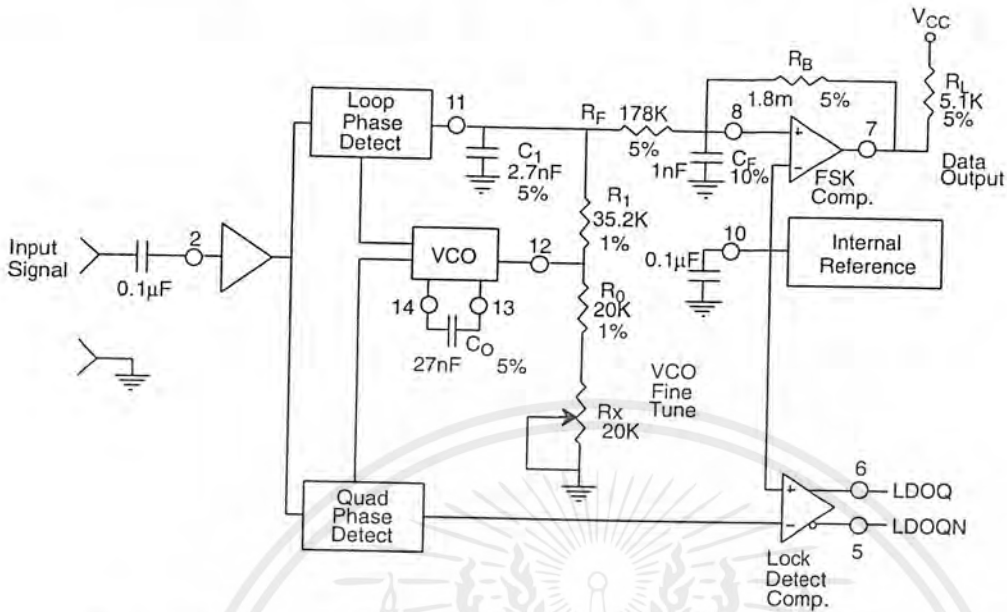 V_CC
R_B
1.8m 5%
R_L
5.1K
5%
Loop
Phase
Detect
11
R_F 178K
5%
8
7
+
−
FSK
Comp.
Data
Output
C_1
2.7nF
5%
1nF
C_F
10%
R_1
35.2K
1%
Input
Signal
2
0.1µF
VCO
12
14
13
C_O
27nF 5%
R_0
20K
1%
10
0.1µF
Internal
Reference
VCO
Fine
Tune
Rx
20K
Quad
Phase
Detect
+
−
6
LDOQ
5
LDOQN
Lock
Detect
Comp.